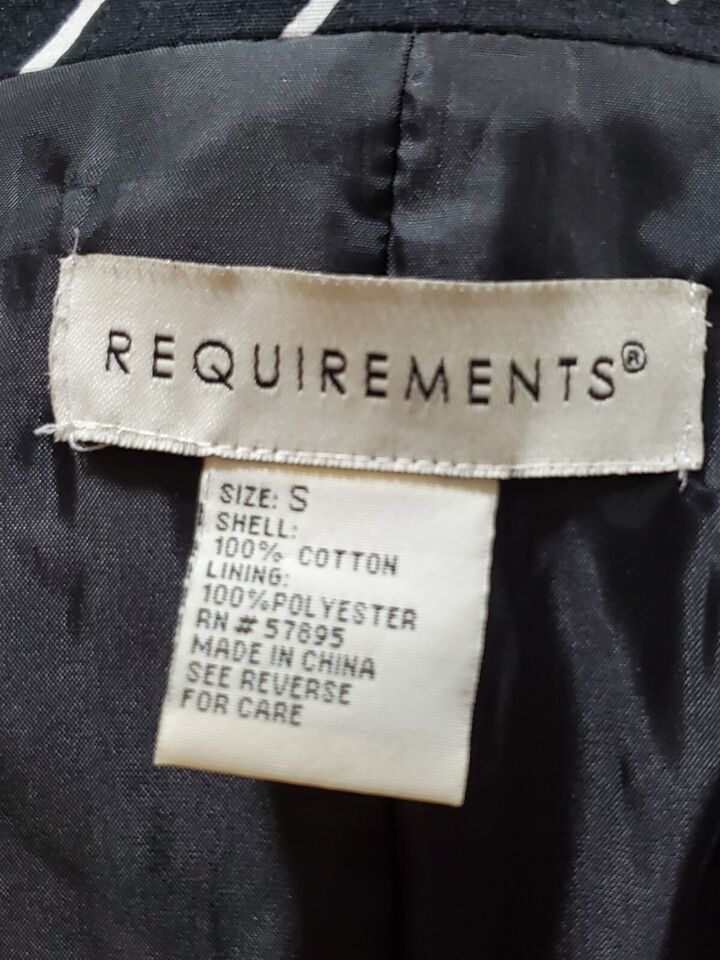 REQUIREMENTS®
SIZE: S
SHELL:
100% COTTON
LINING:
100%POLYESTER
RN # 57895
MADE IN CHINA
SEE REVERSE
FOR CARE